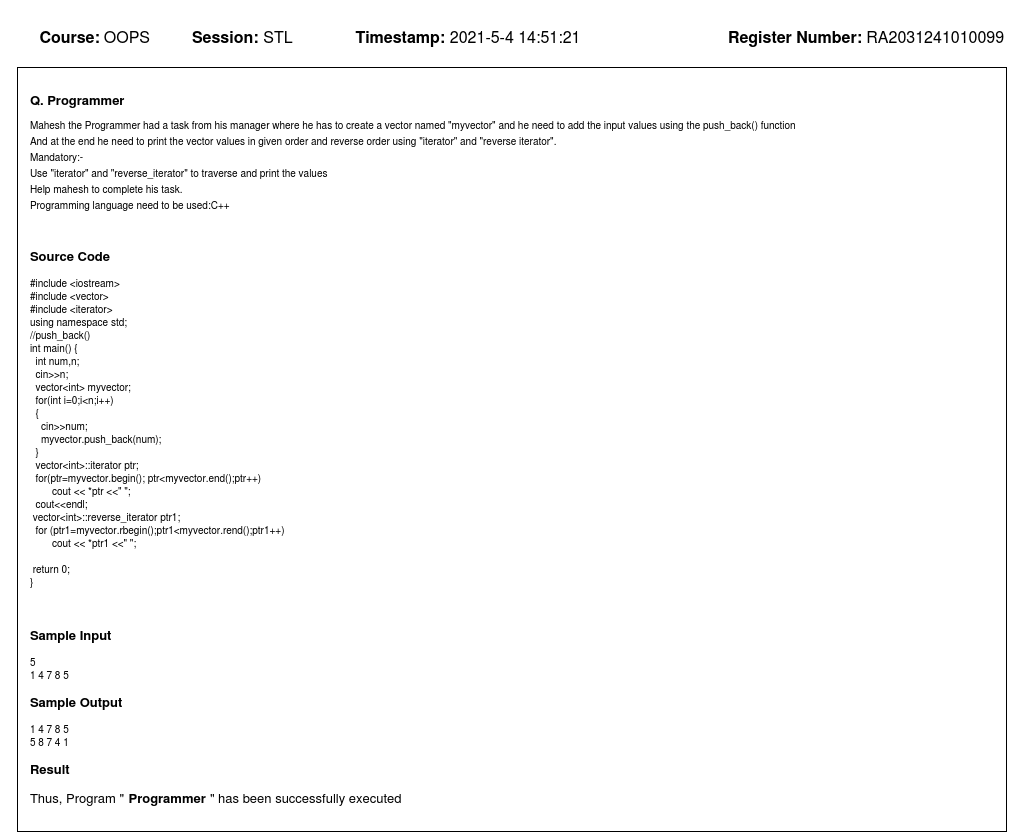 Course: OOPS Session: STL Timestamp: 2021-5-4 14:51:21 Register Number: RA2031241010099
Q. Programmer
Mahesh the Programmer had a task from his manager where he has to create a vector named "myvector" and he need to add the input values using the push_back() function
And at the end he need to print the vector values in given order and reverse order using "iterator" and "reverse iterator".
Mandatory:-
Use "iterator" and "reverse_iterator" to traverse and print the values
Help mahesh to complete his task.
Programming language need to be used:C++
Source Code
#include <iostream>
#include <vector>
#include <iterator>
using namespace std;
//push_back()
int main() {
int num,n;
cin>>n;
vector<int> myvector;
for(int i=0;i<n;i++)
{
cin>>num;
myvector.push_back(num);
}
vector<int>::iterator ptr;
for(ptr=myvector.begin(); ptr<myvector.end();ptr++)
cout << *ptr <<" ";
cout<<endl;
vector<int>::reverse_iterator ptr1;
for (ptr1=myvector.rbegin();ptr1<myvector.rend();ptr1++)
cout << *ptr1 <<" ";
return 0;
}
Sample Input
5
1 4 7 8 5
Sample Output
1 4 7 8 5
5 8 7 4 1
Result
Thus, Program " Programmer " has been successfully executed